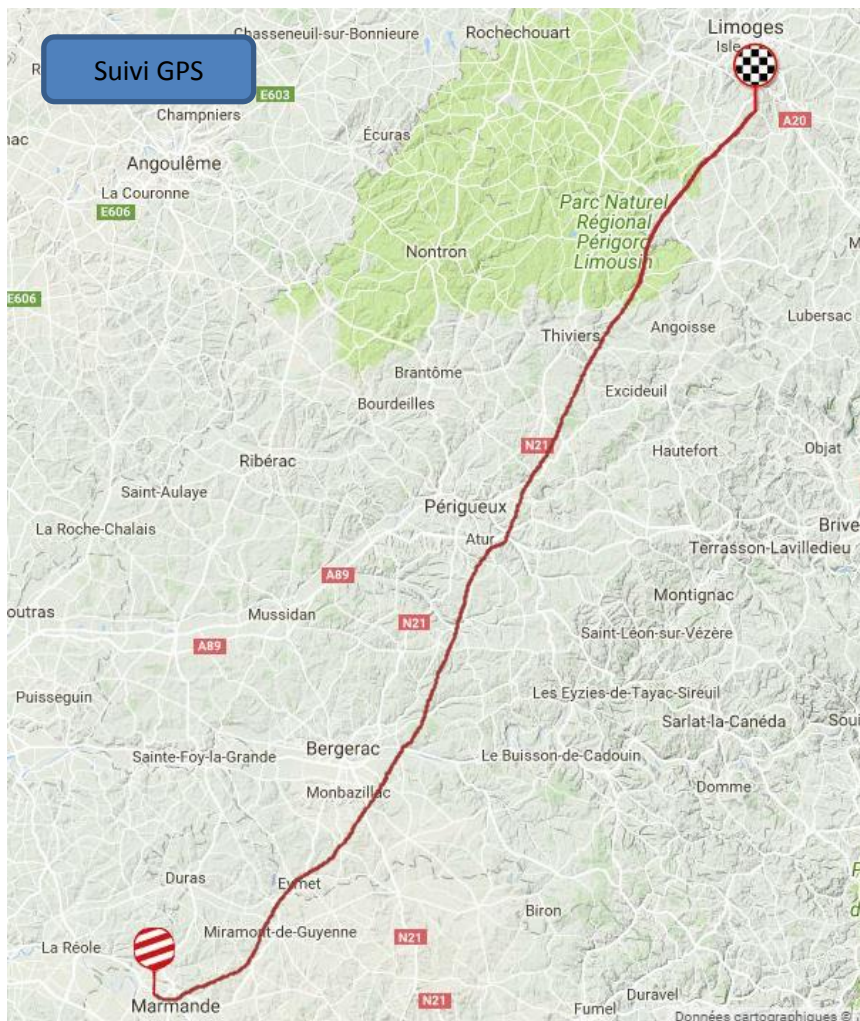 Limoges
Chasseneuil-sur-Bonnieure
Rochechouart
Isle
Suivi GPS
E603
Champniers
A20
Écuras
Angoulême
La Couronne
E606
Parc Naturel
Régional
Périgord
Limousin
Nontron
E606
Lubersac
Thiviers
Angoisse
Brantôme
Excideuil
Bourdeilles
N21
Hautefort
Objat
Ribérac
Saint-Aulaye
Périgueux
La Roche-Chalais
Atur
Brive
Terrasson-Lavilledieu
A89
Montignac
outras
Mussidan
N21
Saint-Léon-sur-Vézère
A89
Puisseguin
Les Eyzies-de-Tayac-Sireuil
Sarlat-la-Canéda
Soui
Bergerac
Sainte-Foy-la-Grande
Le Buisson-de-Cadouin
Monbazillac
Domme
Duras
Eymet
Biron
Miramont-de-Guyenne
La Réole
N21
Marmande
N21
Duravel
Fumel
Données cartographiques ©